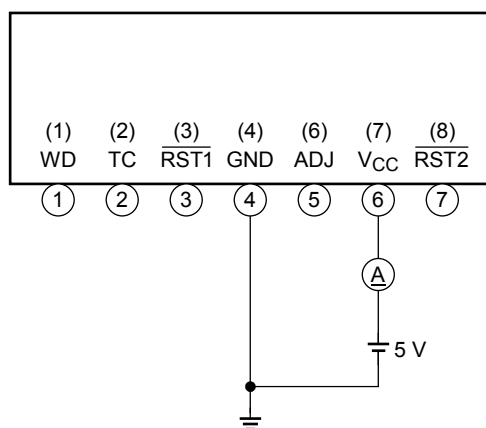 (1) (2) (3) (4) (6) (7) (8)
WD TC RST1 GND ADJ VCC RST2
1 2 3 4 5 6 7
A
5 V